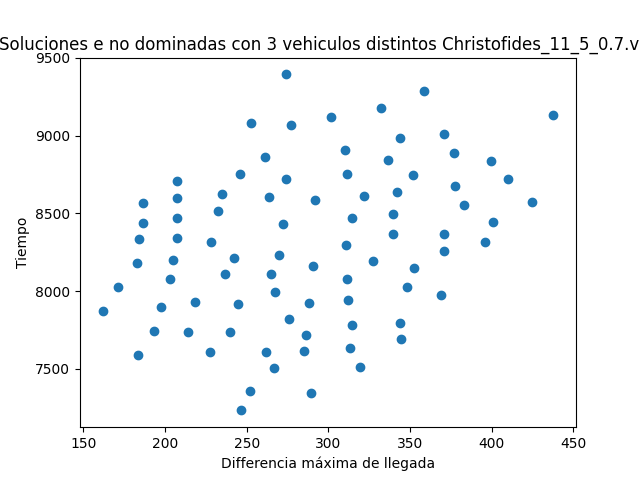 Soluciones e no dominadas con 3 vehiculos distintos Christofides_11_5_0.7.v
9500
9000
8500
8000
7500
Tiempo
150 200 250 300 350 400 450
Differencia máxima de llegada